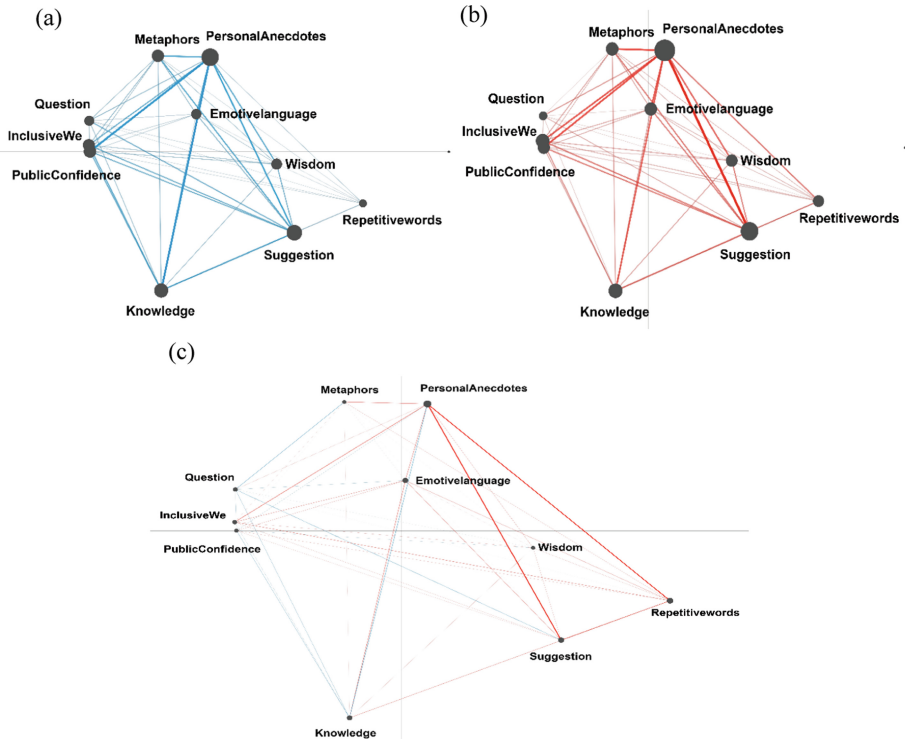 (a)
Metaphors
PersonalAnecdotes
Question
Emotivelanguage
InclusiveWe
Wisdom
PublicConfidence
Repetitivewords
Suggestion
Knowledge
(b)
Metaphors
PersonalAnecdotes
Question
Emotivelanguage
InclusiveWe
Wisdom
PublicConfidence
Repetitivewords
Suggestion
Knowledge
(c)
Metaphors
PersonalAnecdotes
Question
Emotivelanguage
InclusiveWe
PublicConfidence
Wisdom
Repetitivewords
Suggestion
Knowledge